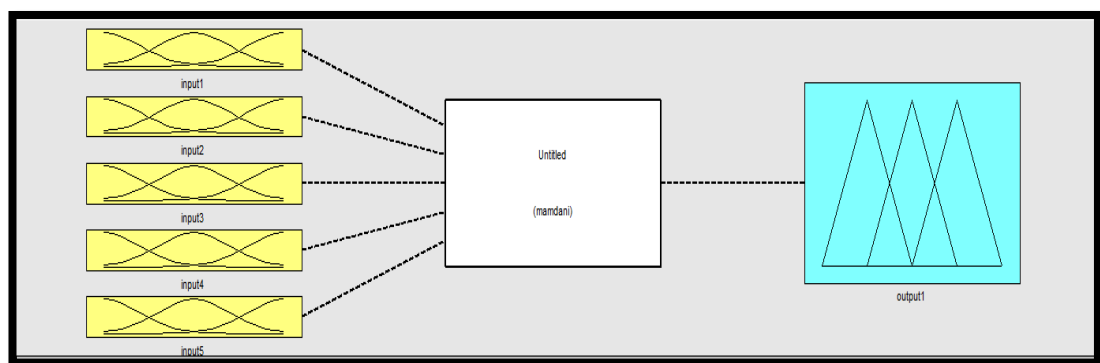 input1
input2
input3
input4
input5
Untitled
(mamdani)
output1